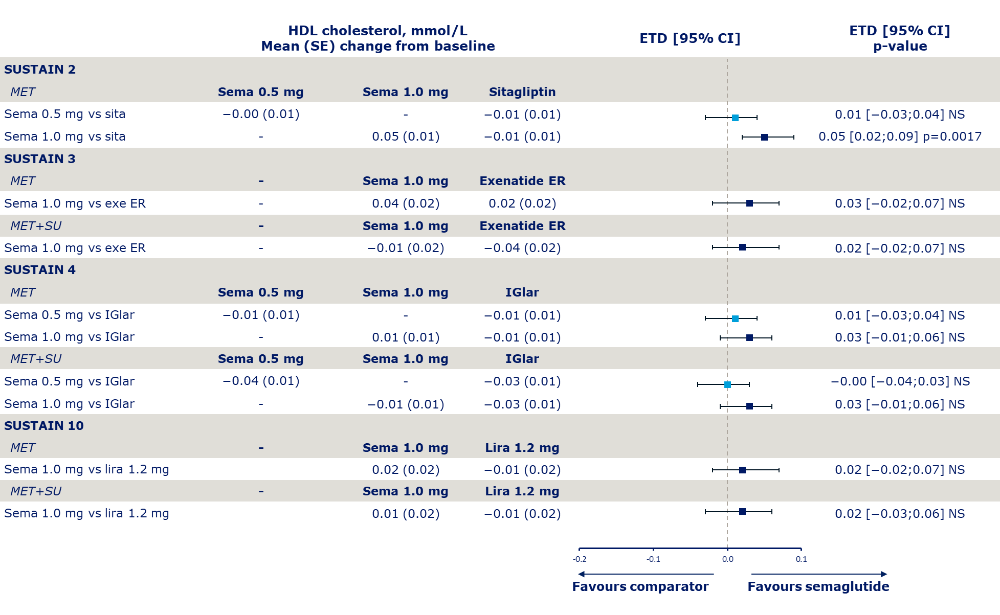 HDL cholesterol, mmol/L
Mean (SE) change from baseline
ETD [95% CI]
ETD [95% CI]
p-value
SUSTAIN 2
MET Sema 0.5 mg Sema 1.0 mg Sitagliptin
Sema 0.5 mg vs sita −0.00 (0.01) - −0.01 (0.01) 0.01 [−0.03;0.04] NS
Sema 1.0 mg vs sita - 0.05 (0.01) −0.01 (0.01) 0.05 [0.02;0.09] p=0.0017
SUSTAIN 3
MET - Sema 1.0 mg Exenatide ER
Sema 1.0 mg vs exe ER - 0.04 (0.02) 0.02 (0.02) 0.03 [−0.02;0.07] NS
MET+SU - Sema 1.0 mg Exenatide ER
Sema 1.0 mg vs exe ER - −0.01 (0.02) −0.04 (0.02) 0.02 [−0.02;0.07] NS
SUSTAIN 4
MET Sema 0.5 mg Sema 1.0 mg IGlar
Sema 0.5 mg vs IGlar −0.01 (0.01) - −0.01 (0.01) 0.01 [−0.03;0.04] NS
Sema 1.0 mg vs IGlar - 0.01 (0.01) −0.01 (0.01) 0.03 [−0.01;0.06] NS
MET+SU Sema 0.5 mg Sema 1.0 mg IGlar
Sema 0.5 mg vs IGlar −0.04 (0.01) - −0.03 (0.01) −0.00 [−0.04;0.03] NS
Sema 1.0 mg vs IGlar - −0.01 (0.01) −0.03 (0.01) 0.03 [−0.01;0.06] NS
SUSTAIN 10
MET - Sema 1.0 mg Lira 1.2 mg
Sema 1.0 mg vs lira 1.2 mg 0.02 (0.02) −0.01 (0.02) 0.02 [−0.02;0.07] NS
MET+SU - Sema 1.0 mg Lira 1.2 mg
Sema 1.0 mg vs lira 1.2 mg 0.01 (0.02) −0.01 (0.02) 0.02 [−0.03;0.06] NS
-0.2 -0.1 0.0 0.1
Favours comparator Favours semaglutide